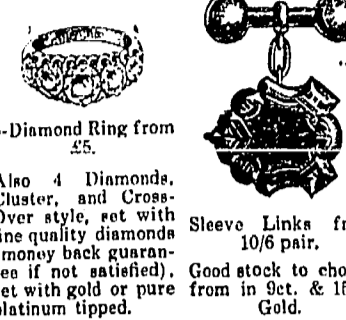 -Diamond Ring from
£5.
Also 4 Diamonds,
Cluster, and Cross-
Over style, set with
fine quality diamonds
(money back guaran-
tee if not satisfied),
set with gold or pure
platinum tipped.
Sleeve Links fr
10/6 pair.
Good stock to cho
from in 9ct. & 15
Gold.